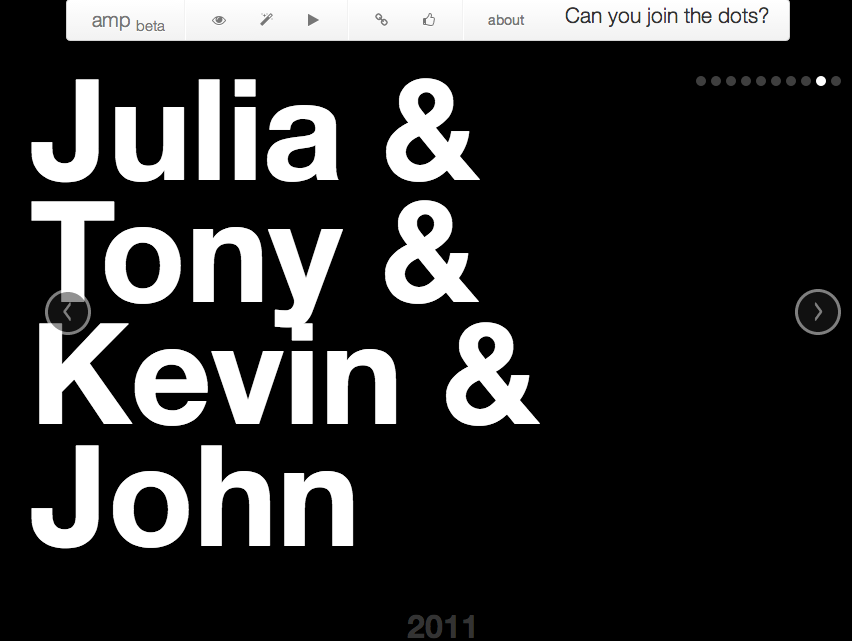 amp beta
about
Can you join the dots?
Julia &
Tony &
Kevin &
John
2011